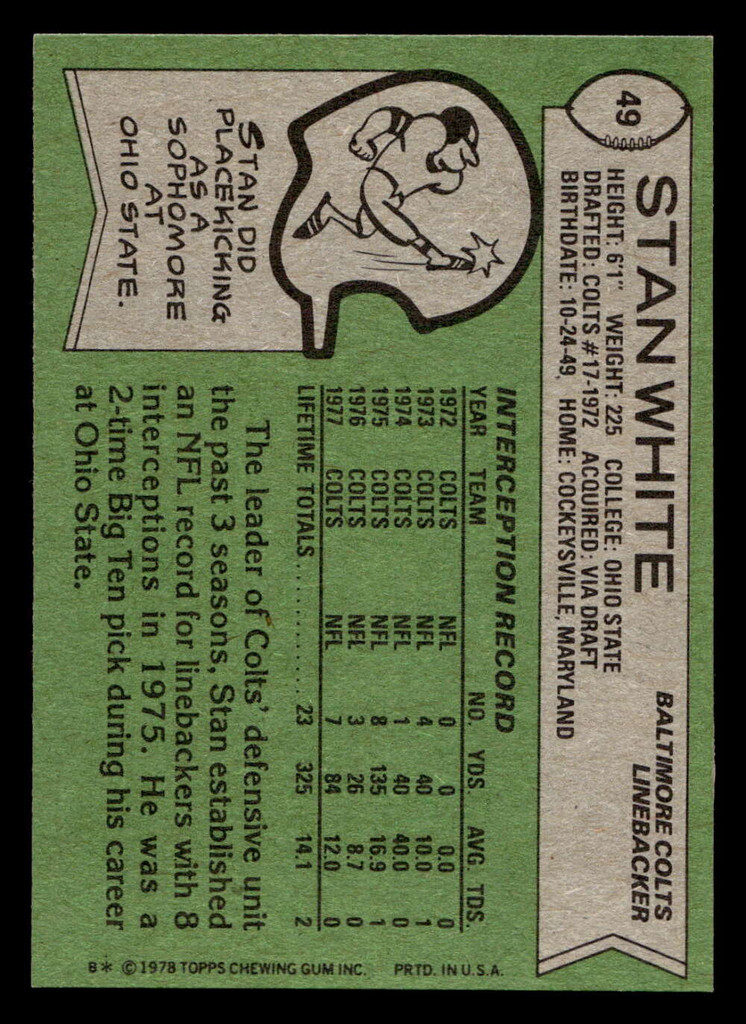 49
STAN WHITE
BALTIMORE COLTS
LINEBACKER
HEIGHT: 6'1" WEIGHT: 225 COLLEGE: OHIO STATE
DRAFTED: COLTS #17-1972 ACQUIRED: VIA DRAFT
BIRTHDATE: 10-24-49, HOME: COCKEYSVILLE, MARYLAND
STAN DID
PLACEKICKING
AS A
SOPHOMORE
AT
OHIO STATE.
INTERCEPTION RECORD
YEAR TEAM NO. YDS. AVG. TDS.
1972 COLTS NFL 0 0 0.0 0
1973 COLTS NFL 4 40 10.0 1
1974 COLTS NFL 1 40 40.0 0
1975 COLTS NFL 8 135 16.9 1
1976 COLTS NFL 3 26 8.7 0
1977 COLTS NFL 7 84 12.0 0
LIFETIME TOTALS............ 23 325 14.1 2
The leader of Colts' defensive unit
the past 3 seasons, Stan established
an NFL record for linebackers with 8
interceptions in 1975. He was a
2-time Big Ten pick during his career
at Ohio State.
B* © 1978 TOPPS CHEWING GUM INC. PRTD. IN U.S.A.